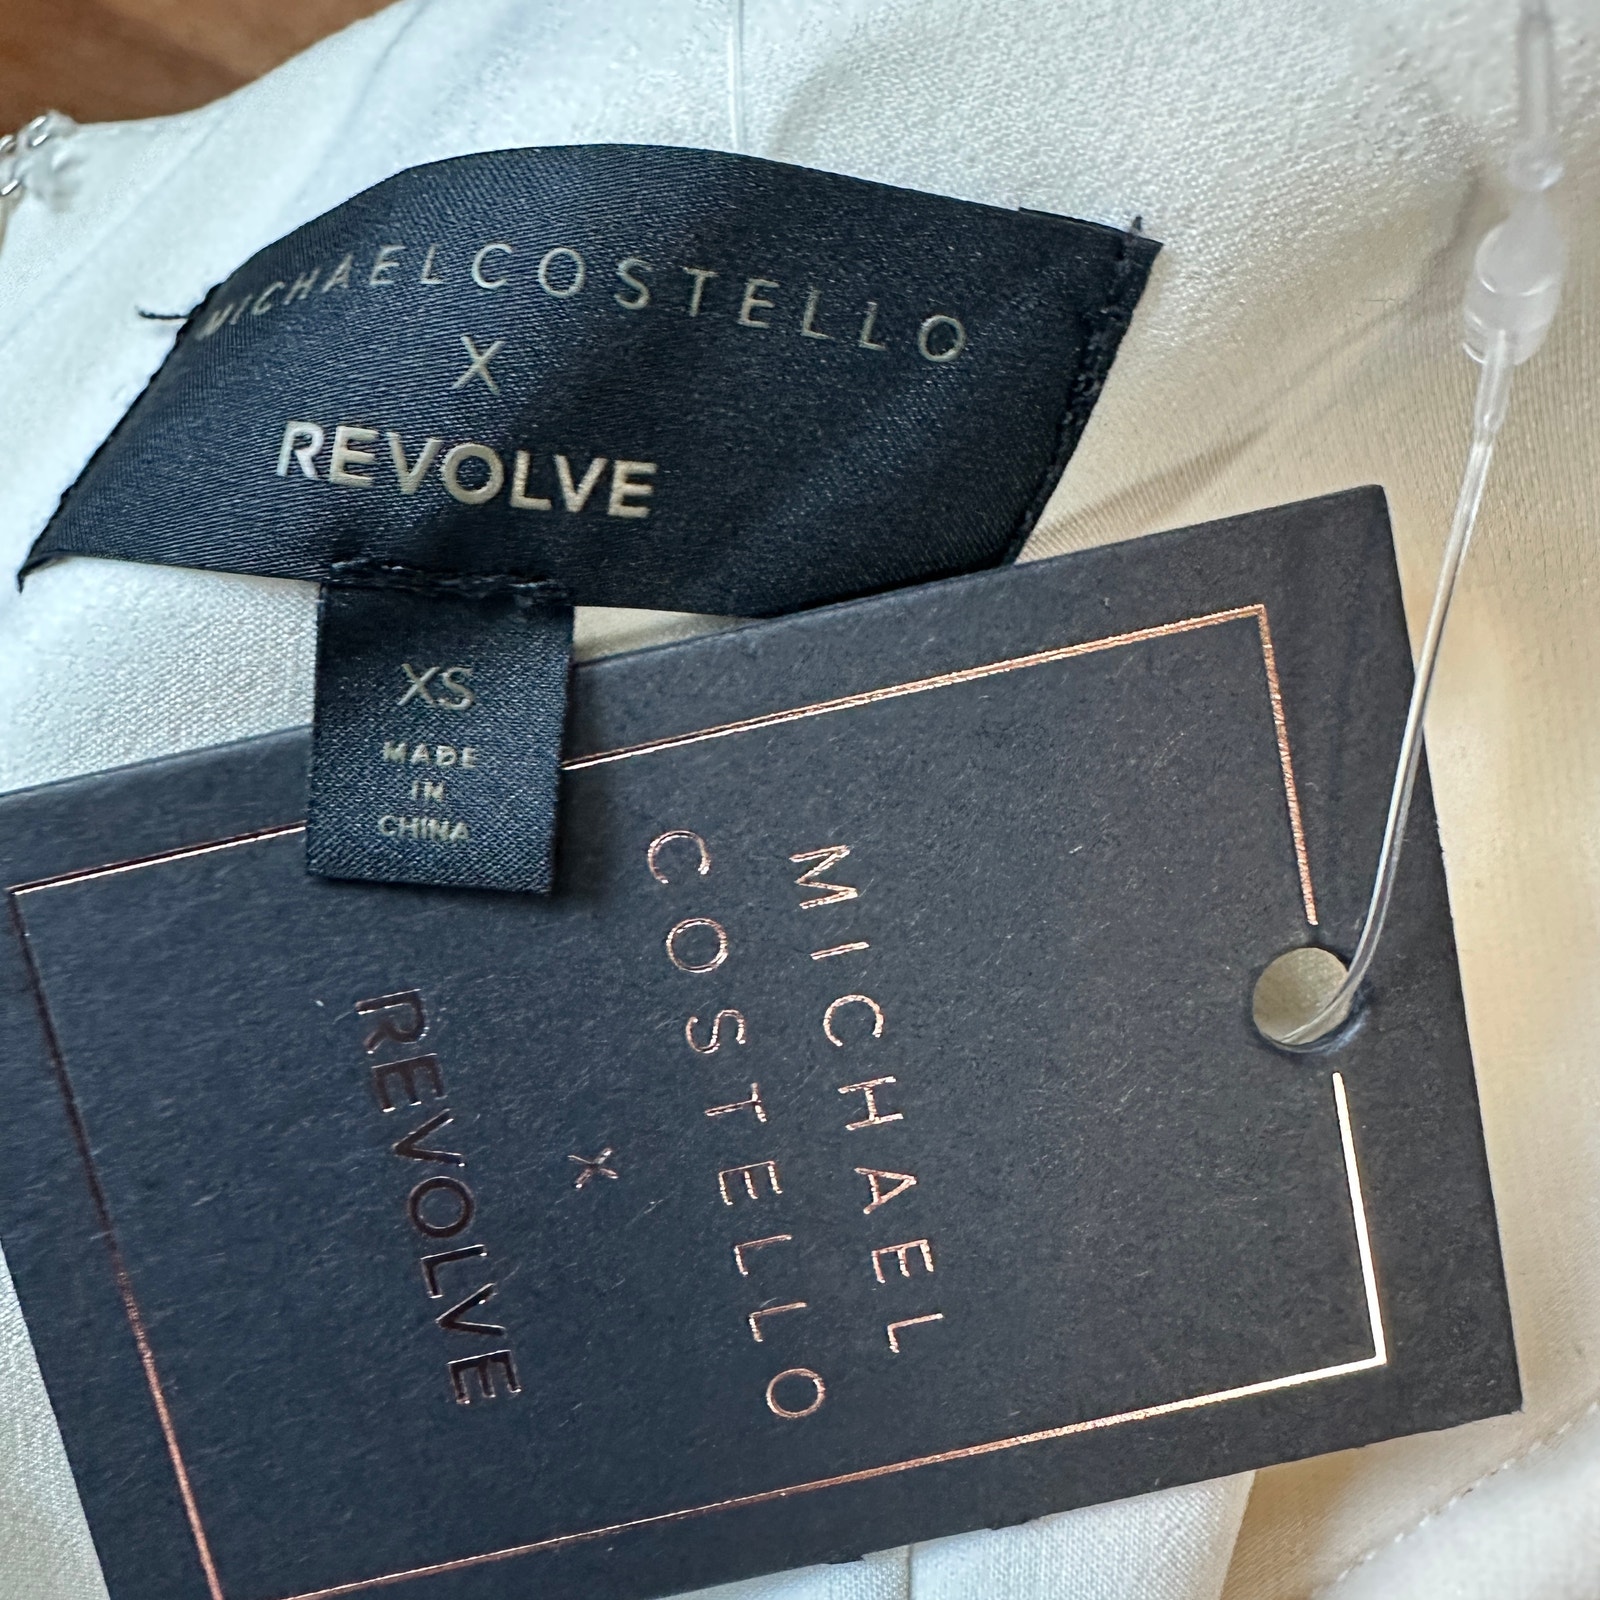 MICHAELCOSTELLO
X
REVOLVE
XS
MADE
IN
CHINA
MICHAEL
COSTELLO
x
REVOLVE